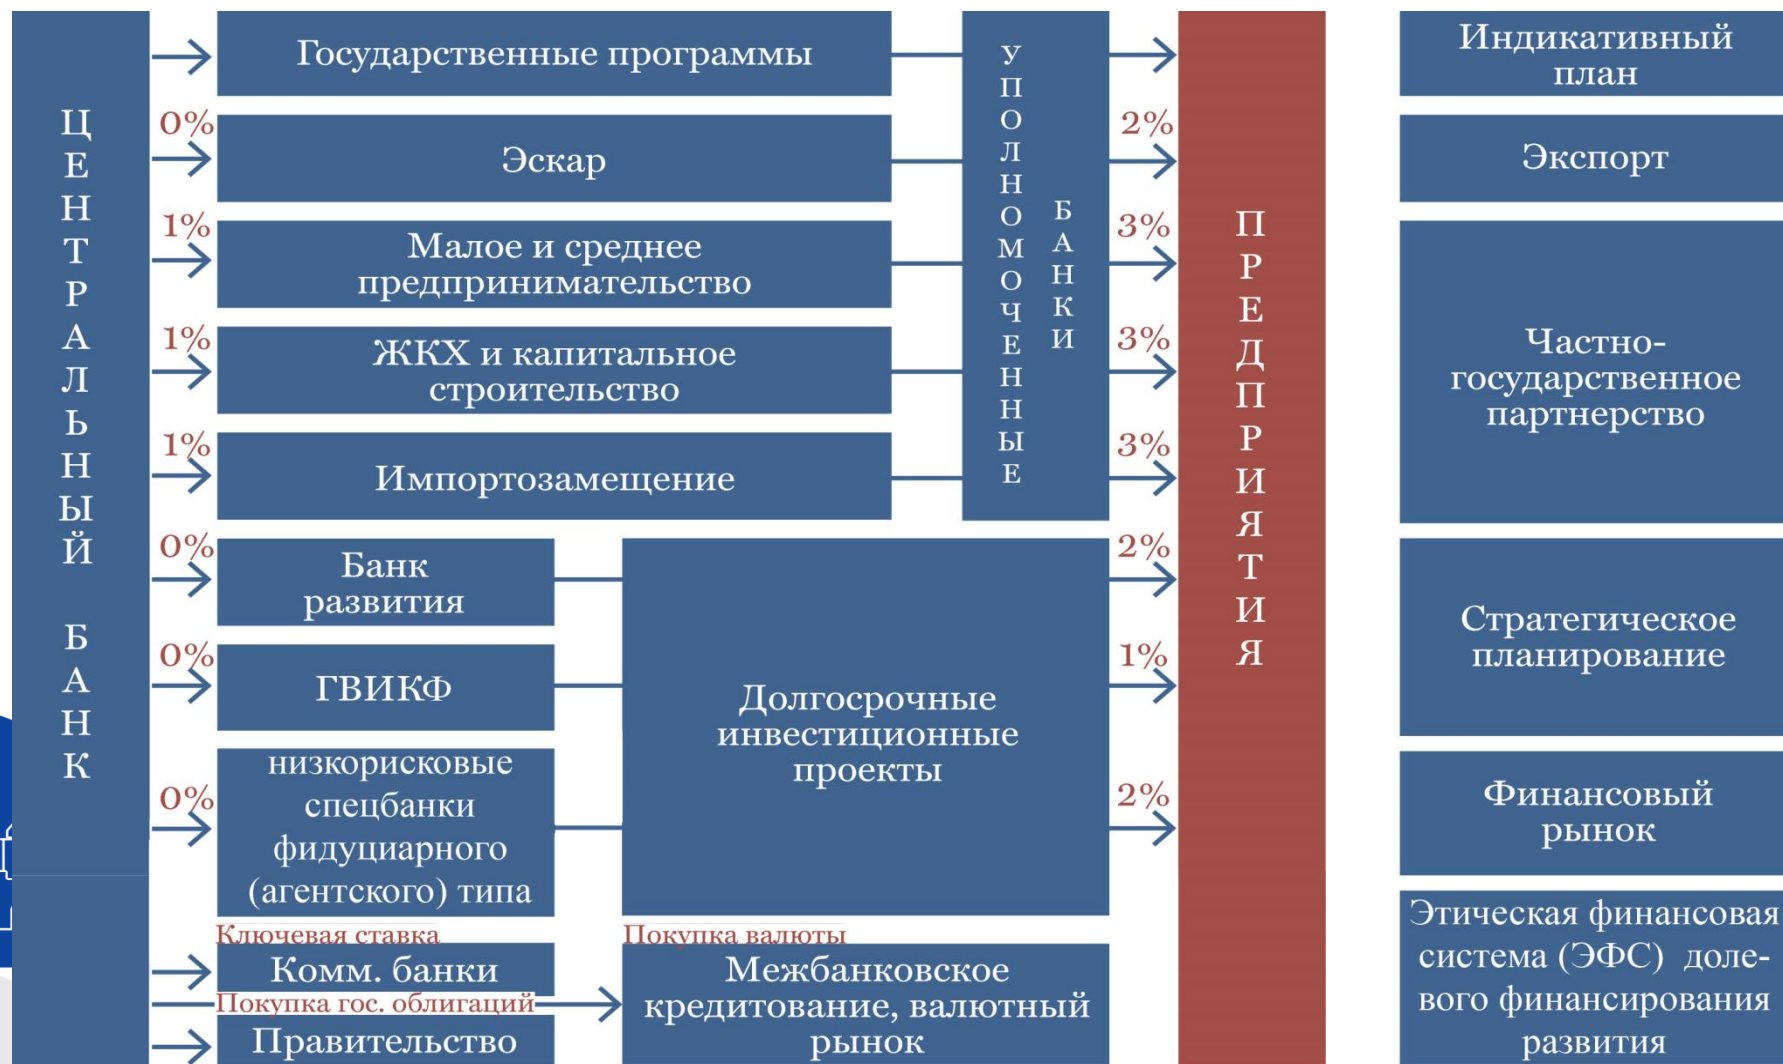 ЦЕНТРАЛЬНЫЙ БАНК
Государственные программы
0%
Эскар
1%
Малое и среднее
предпринимательство
1%
ЖКХ и капитальное
строительство
1%
Импортозамещение
0%
Банк
развития
0%
ГВИКФ
0%
низкорисковые
спецбанки
фидуциарного
(агентского) типа
Ключевая ставка
Комм. банки
Покупка гос. облигаций
Правительство
УПОЛНОМОЧЕННЫЕ
БАНКИ
Долгосрочные
инвестиционные
проекты
Покупка валюты
Межбанковское
кредитование, валютный
рынок
2%
3%
3%
3%
2%
1%
2%
ПРЕДПРИЯТИЯ
Индикативный
план
Экспорт
Частно-
государственное
партнерство
Стратегическое
планирование
Финансовый
рынок
Этическая финансовая
система (ЭФС) доле-
вого финансирования
развития